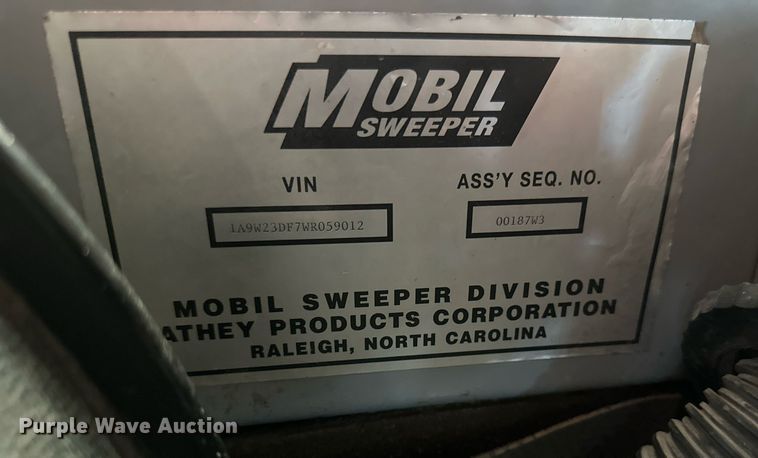 MOBIL
SWEEPER
VIN
ASS'Y SEQ. NO.
1A9W23DF7WR059012
00187W3
MOBIL SWEEPER DIVISION
ATHEY PRODUCTS CORPORATION
RALEIGH, NORTH CAROLINA
Purple Wave Auction